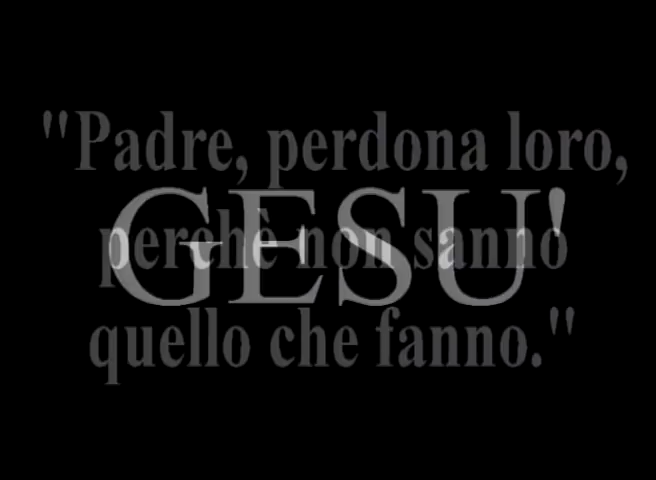 "Padre, perdona loro,
GESU'
perchè non sanno
quello che fanno."